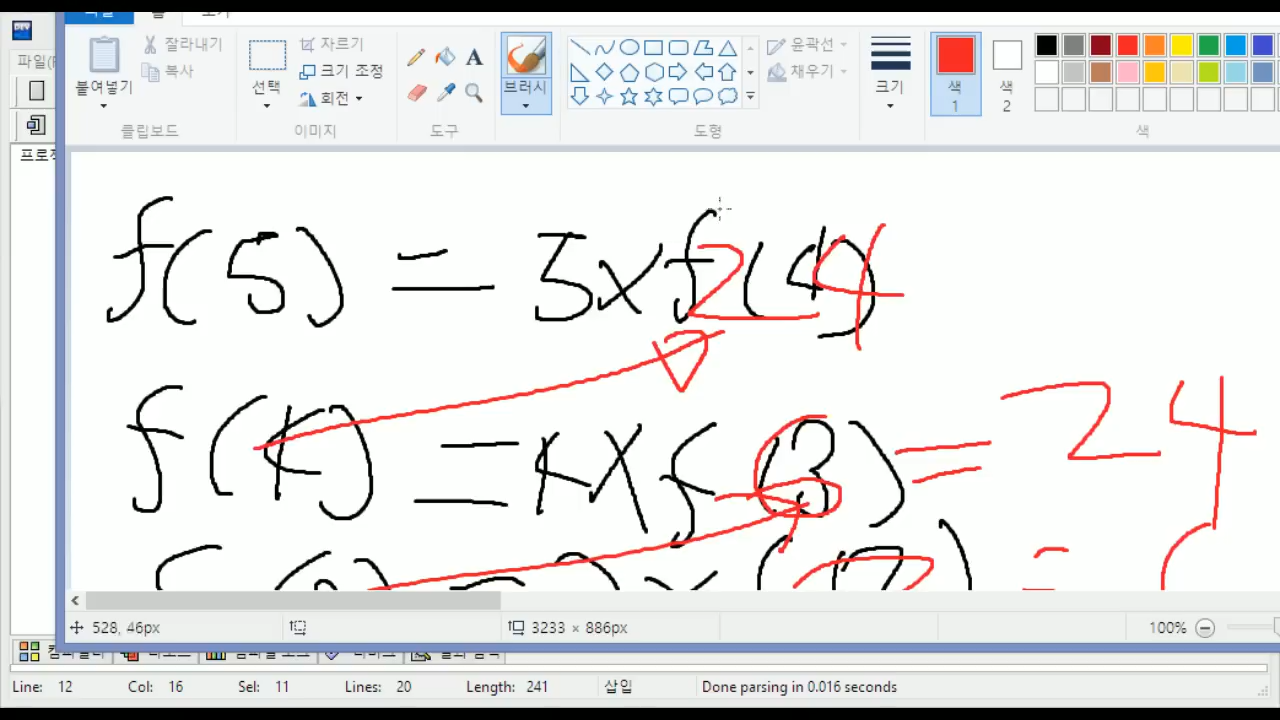 잘라내기
자르기
윤곽선
파일(F
붙여넣기
복사
선택
크기 조정
채우기
회전
A
브러시
크기
색
1
색
2
클립보드
이미지
도구
도형
색
프로젝
f(5) = 5xf(4) 24
f(4) = 4xf(3) = 24
528, 46px
3233 × 886px
100%
Line: 12
Col: 16
Sel: 11
Lines: 20
Length: 241
삽입
Done parsing in 0.016 seconds